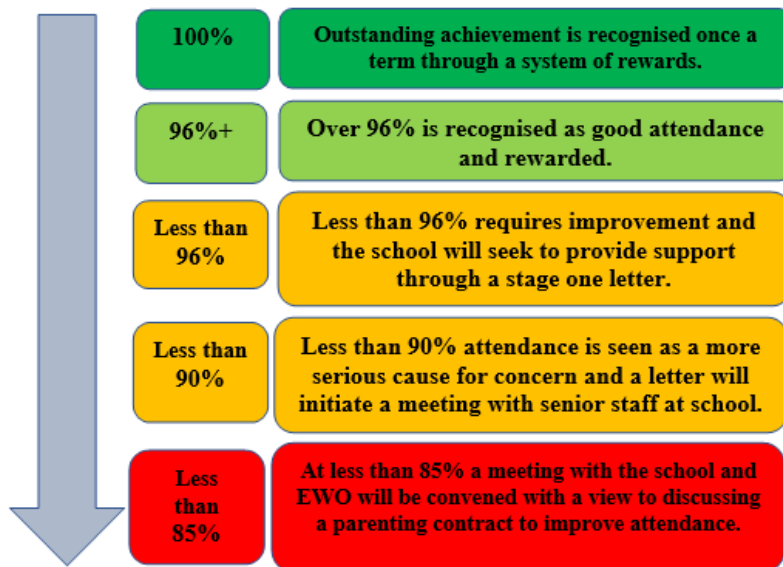 100%
Outstanding achievement is recognised once a
term through a system of rewards.
96%+
Over 96% is recognised as good attendance
and rewarded.
Less than
96%
Less than 96% requires improvement and
the school will seek to provide support
through a stage one letter.
Less than
90%
Less than 90% attendance is seen as a more
serious cause for concern and a letter will
initiate a meeting with senior staff at school.
Less
than
85%
At less than 85% a meeting with the school and
EWO will be convened with a view to discussing
a parenting contract to improve attendance.